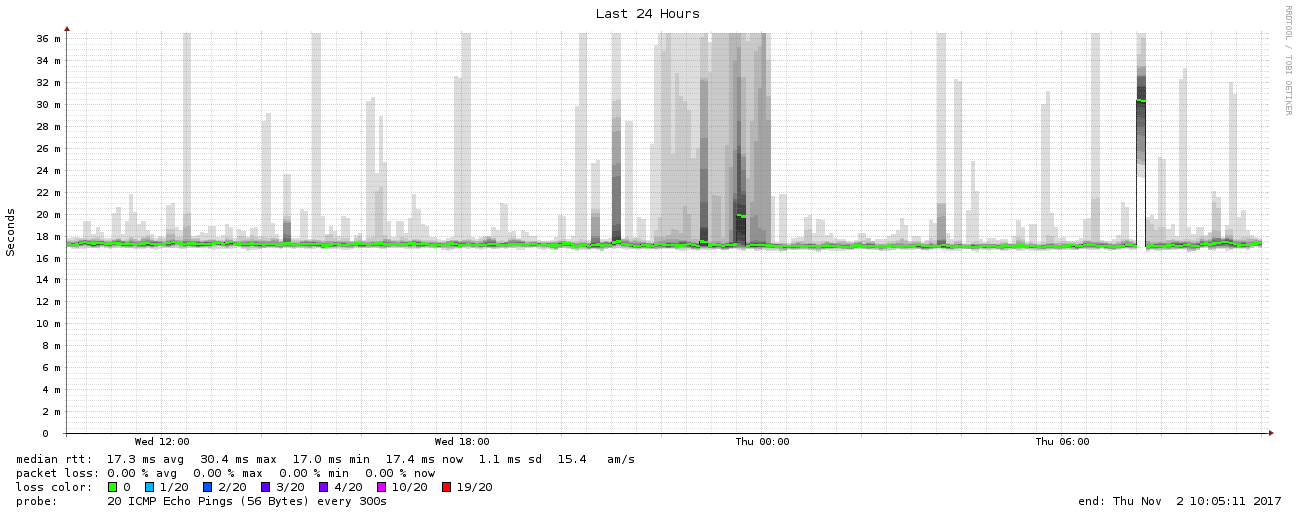 Last 24 Hours
RRDTOOL / TOBI OETIKER
Seconds
36 m
34 m
32 m
30 m
28 m
26 m
24 m
22 m
20 m
18 m
16 m
14 m
12 m
10 m
8 m
6 m
4 m
2 m
0
Wed 12:00 Wed 18:00 Thu 00:00 Thu 06:00
median rtt: 17.3 ms avg 30.4 ms max 17.0 ms min 17.4 ms now 1.1 ms sd 15.4 am/s
packet loss: 0.00 % avg 0.00 % max 0.00 % min 0.00 % now
loss color: 0 1/20 2/20 3/20 4/20 10/20 19/20
probe: 20 ICMP Echo Pings (56 Bytes) every 300s end: Thu Nov 2 10:05:11 2017